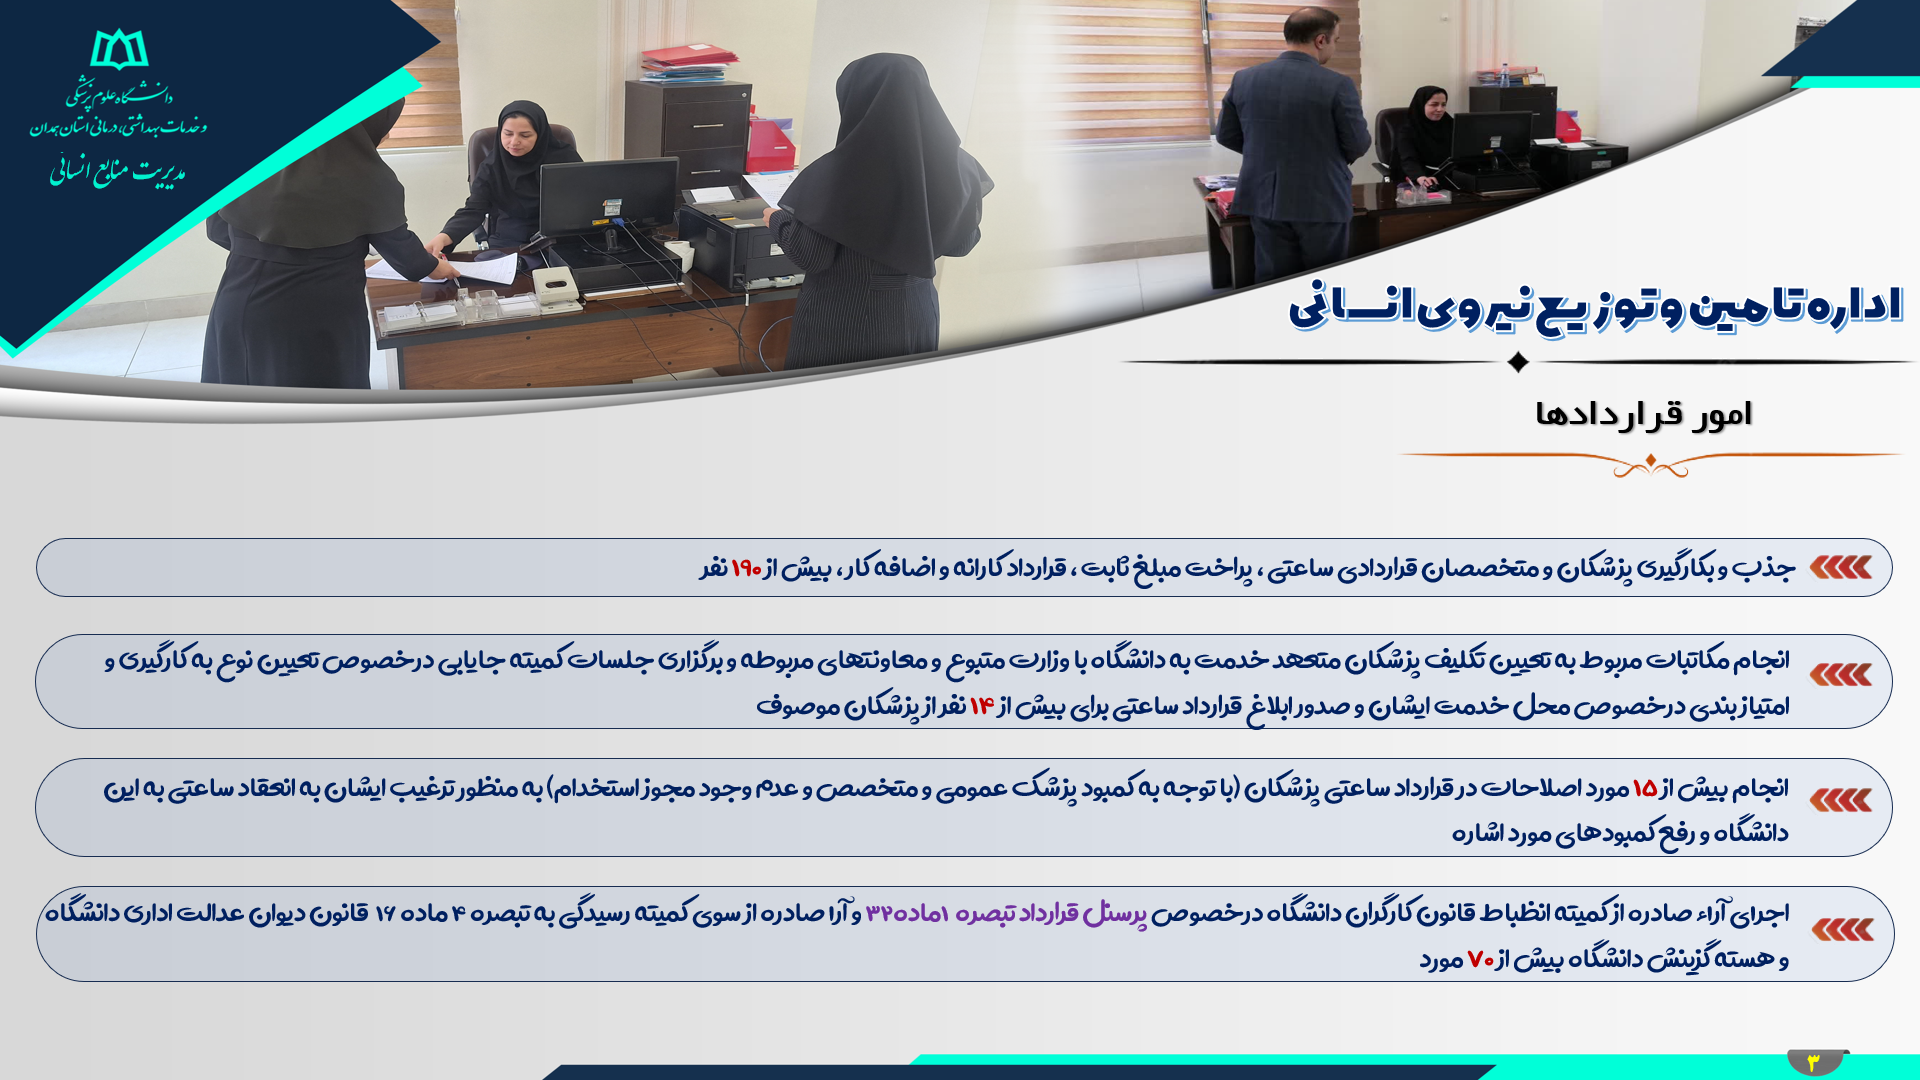 دانشگاه علوم پزشکی
و خدمات بهداشتی، درمانی استان همدان
مدیریت منابع انسانی
اداره تامین و توزیع نیروی انسانی
امور قراردادها
جذب و بکارگیری پزشکان و متخصصان قراردادی ساعتی ، پراخت مبلغ ثابت ، قرارداد کارانه و اضافه کار ، بیش از ۱۹۰ نفر
انجام مکاتبات مربوط به تعیین تکلیف پزشکان متعهد خدمت به دانشگاه با وزارت متبوع و معاونتهای مربوطه و برگزاری جلسات کمیته جایابی درخصوص تعیین نوع به کارگیری و
امتیاز بندی درخصوص محل خدمت ایشان و صدور ابلاغ قرارداد ساعتی برای بیش از ۱۴ نفر از پزشکان موصوف
انجام بیش از ۱۵ مورد اصلاحات در قرارداد ساعتی پزشکان (با توجه به کمبود پزشک عمومی و متخصص و عدم وجود مجوز استخدام) به منظور ترغیب ایشان به انعقاد ساعتی به این
دانشگاه و رفع کمبودهای مورد اشاره
اجرای آراء صادره از کمیته انظباط قانون کارگران دانشگاه درخصوص پرسنل قرارداد تبصره ۱ماده۳۲ و آرا صادره از سوی کمیته رسیدگی به تبصره ۴ ماده ۱۶ قانون دیوان عدالت اداری دانشگاه
و هسته گزینش دانشگاه بیش از ۷۰ مورد
۳